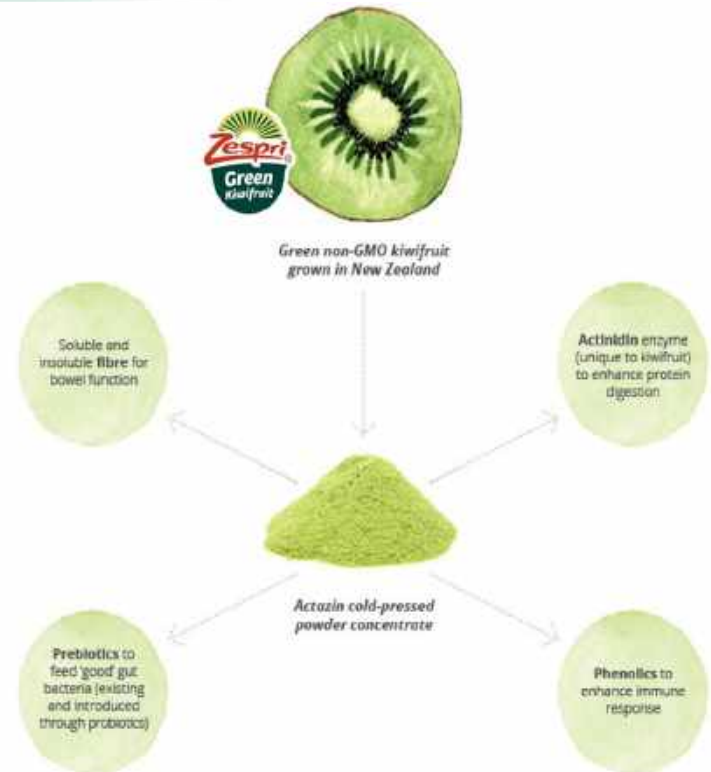 Zespri®
Green
Kiwifruit
Green non-GMO kiwifruit
grown in New Zealand
Soluble and
insoluble fibre for
bowel function
Actinidin enzyme
(unique to kiwifruit)
to enhance protein
digestion
Actazin cold-pressed
powder concentrate
Prebiotics to
feed 'good' gut
bacteria (existing
and introduced
through probiotics)
Phenolics to
enhance immune
response